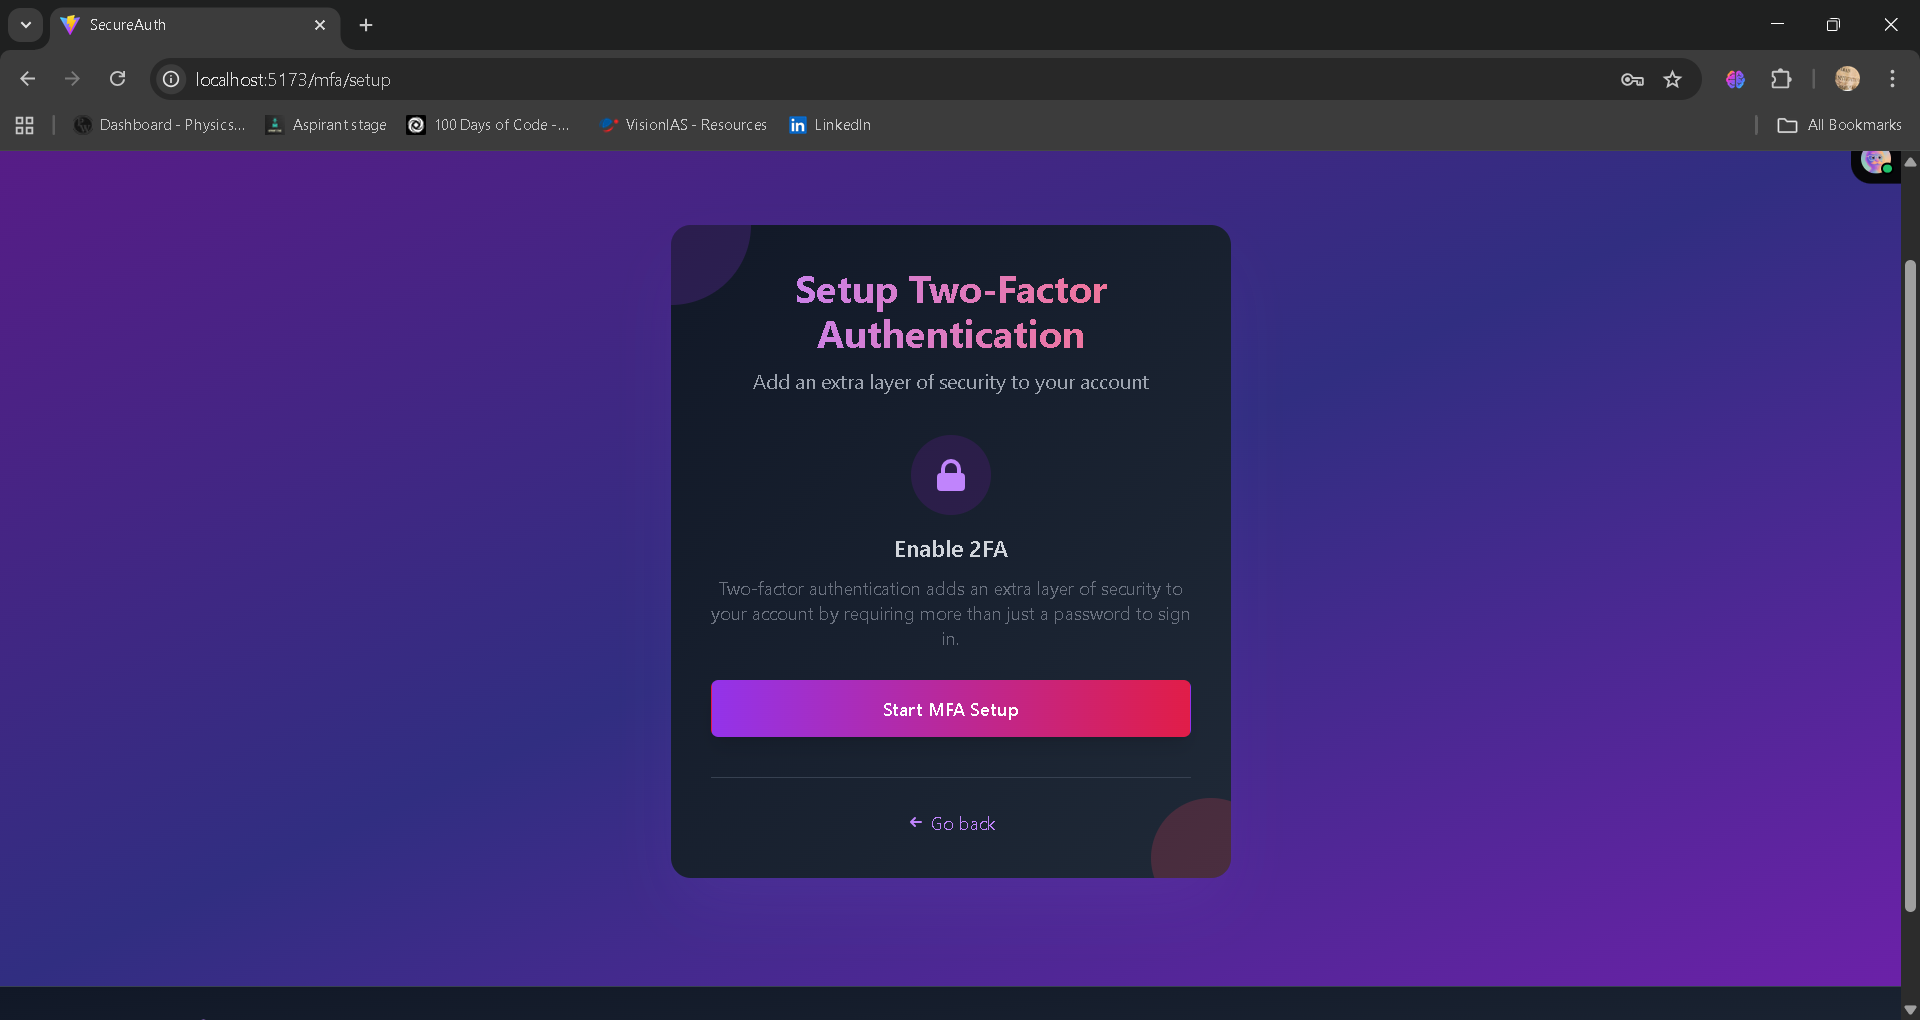 SecureAuth
localhost:5173/mfa/setup
Dashboard - Physics...
Aspirant stage
100 Days of Code -...
VisionIAS - Resources
in
LinkedIn
All Bookmarks
Setup Two-Factor
Authentication
Add an extra layer of security to your account
Enable 2FA
Two-factor authentication adds an extra layer of security to
your account by requiring more than just a password to sign
in.
Start MFA Setup
← Go back